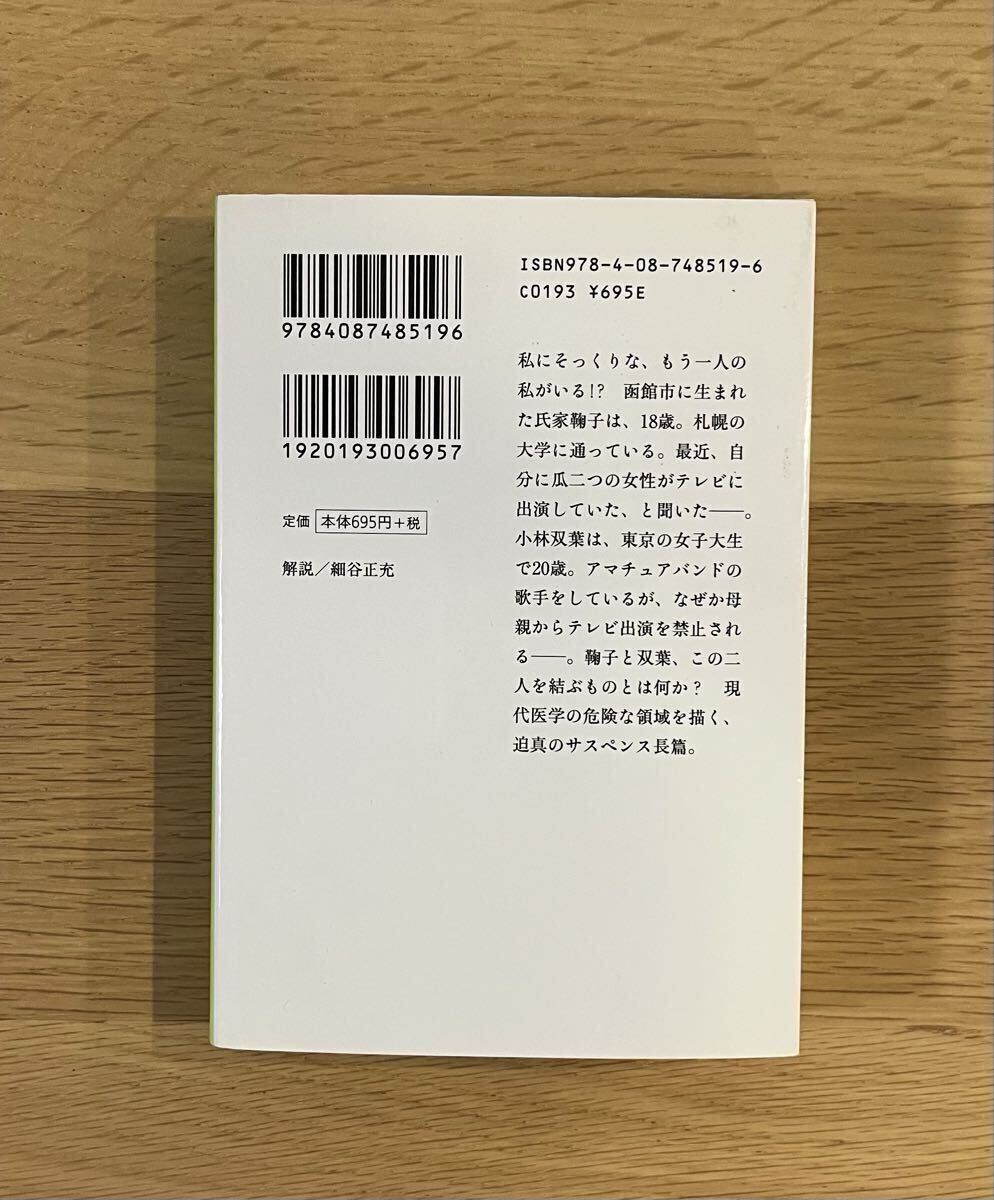 9784087485196
1920193006957
定価 本体695円+税
解説／細谷正充
ISBN978-4-08-748519-6
C0193 ¥695E
私にそっくりな、もう一人の
私がいる!?　函館市に生まれ
た氏家鞠子は、18歳。札幌の
大学に通っている。最近、自
分に瓜二つの女性がテレビに
出演していた、と聞いた――。
小林双葉は、東京の女子大生
で20歳。アマチュアバンドの
歌手をしているが、なぜか母
親からテレビ出演を禁止され
る――。鞠子と双葉、この二
人を結ぶものとは何か？　現
代医学の危険な領域を描く、
迫真のサスペンス長篇。